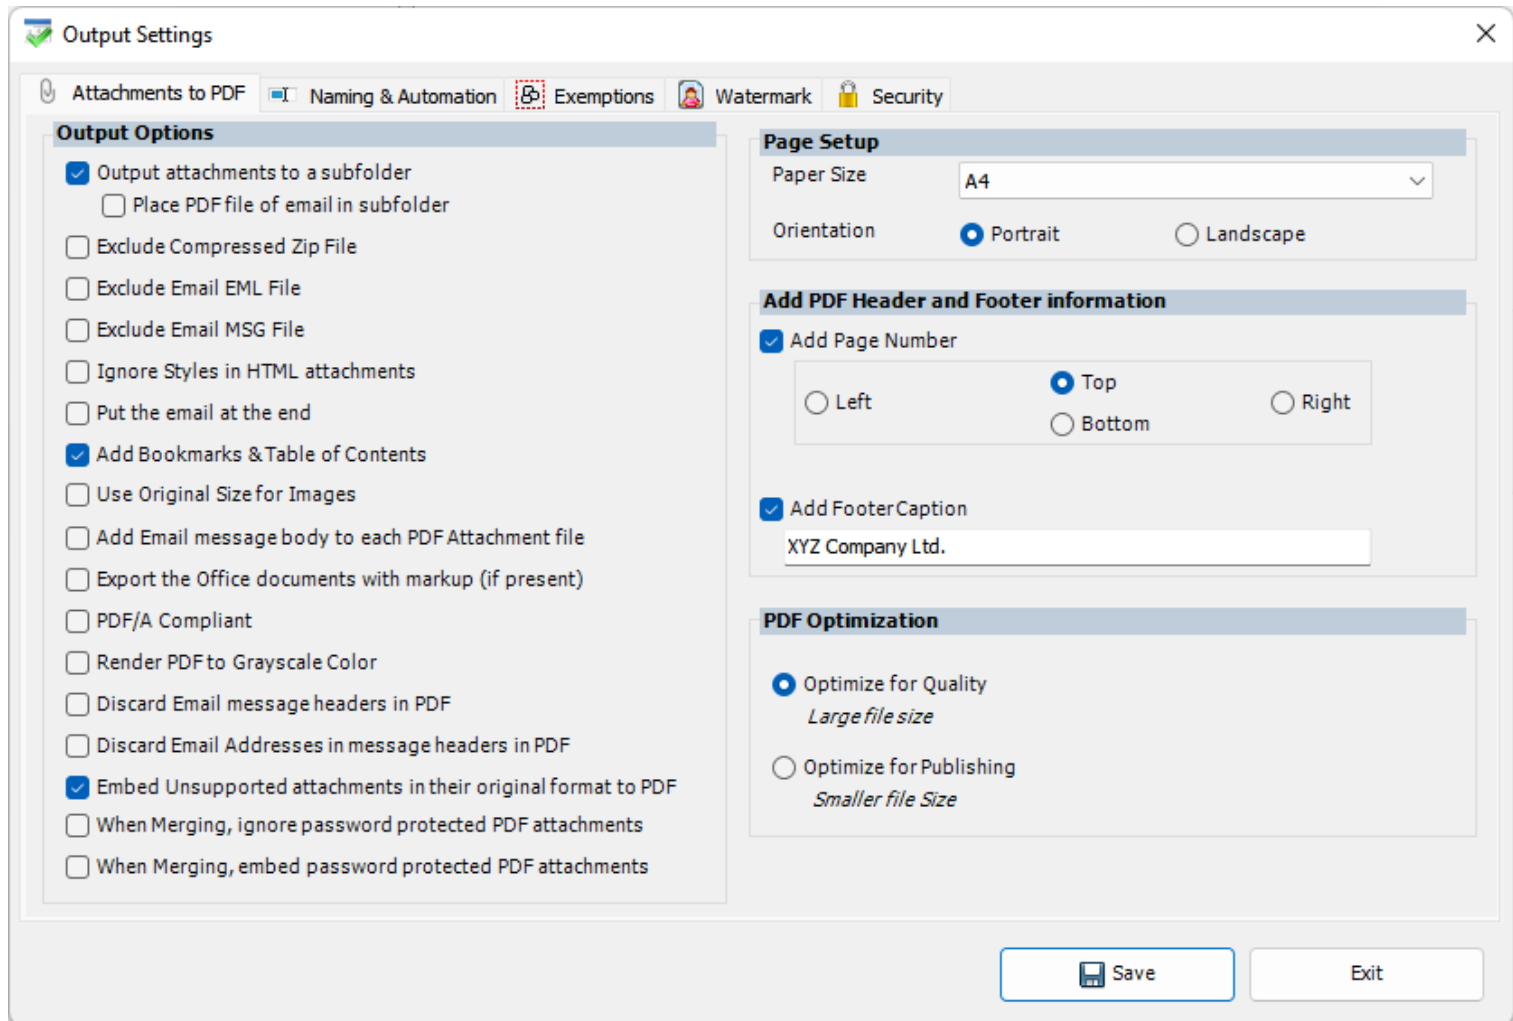 Output Settings
Attachments to PDF
Naming & Automation
Exemptions
Watermark
Security
Output Options
Output attachments to a subfolder
Place PDF file of email in subfolder
Exclude Compressed Zip File
Exclude Email EML File
Exclude Email MSG File
Ignore Styles in HTML attachments
Put the email at the end
Add Bookmarks & Table of Contents
Use Original Size for Images
Add Email message body to each PDF Attachment file
Export the Office documents with markup (if present)
PDF/A Compliant
Render PDF to Grayscale Color
Discard Email message headers in PDF
Discard Email Addresses in message headers in PDF
Embed Unsupported attachments in their original format to PDF
When Merging, ignore password protected PDF attachments
When Merging, embed password protected PDF attachments
Page Setup
Paper Size
A4
Orientation
Portrait
Landscape
Add PDF Header and Footer information
Add Page Number
Left
Top
Bottom
Right
Add Footer Caption
XYZ Company Ltd.
PDF Optimization
Optimize for Quality
Large file size
Optimize for Publishing
Smaller file Size
Save
Exit